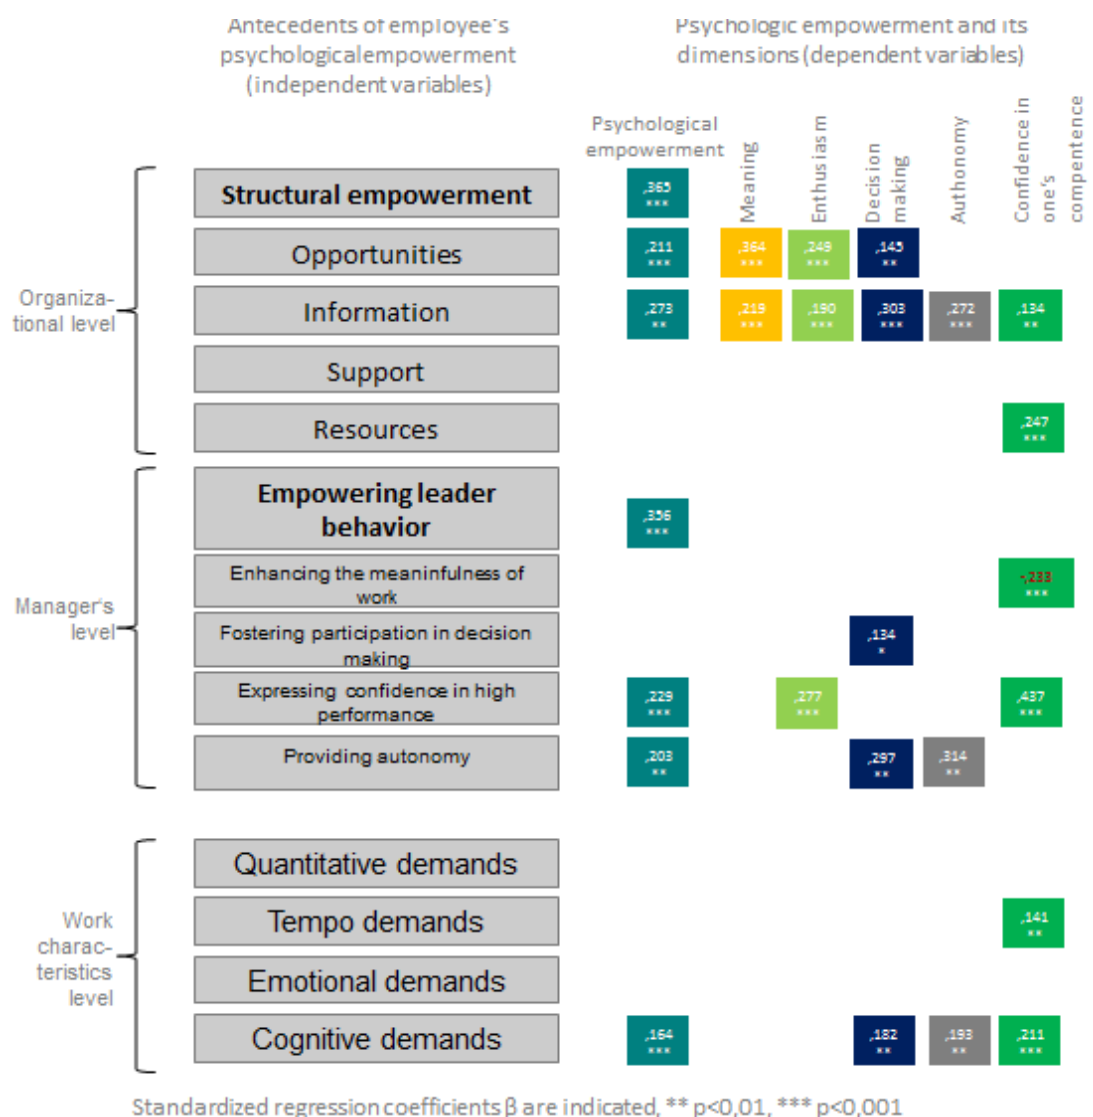 Antecedents of employee's
psychological empowerment
(independent variables)
Psychologic empowerment and its
dimensions (dependent variables)
Psychological
empowerment
Meaning
Enthusiasm
Decision
making
Authonomy
Confidence in
one's
compentence
Organiza-
tional level
Structural empowerment
,365
***
Opportunities
,211
***
,364
***
,249
***
,145
**
Information
,273
**
,219
***
,190
***
,303
***
,272
***
,134
**
Support
Resources
,247
***
Manager's
level
Empowering leader
behavior
,356
***
Enhancing the meaninfulness of
work
-,233
***
Fostering participation in decision
making
,134
*
Expressing confidence in high
performance
,229
***
,277
***
,437
***
Providing autonomy
,203
**
,297
**
,314
**
Work
charac-
teristics
level
Quantitative demands
Tempo demands
,141
**
Emotional demands
Cognitive demands
,164
***
,182
**
,193
**
,211
***
Standardized regression coefficients β are indicated, ** p<0,01, *** p<0,001